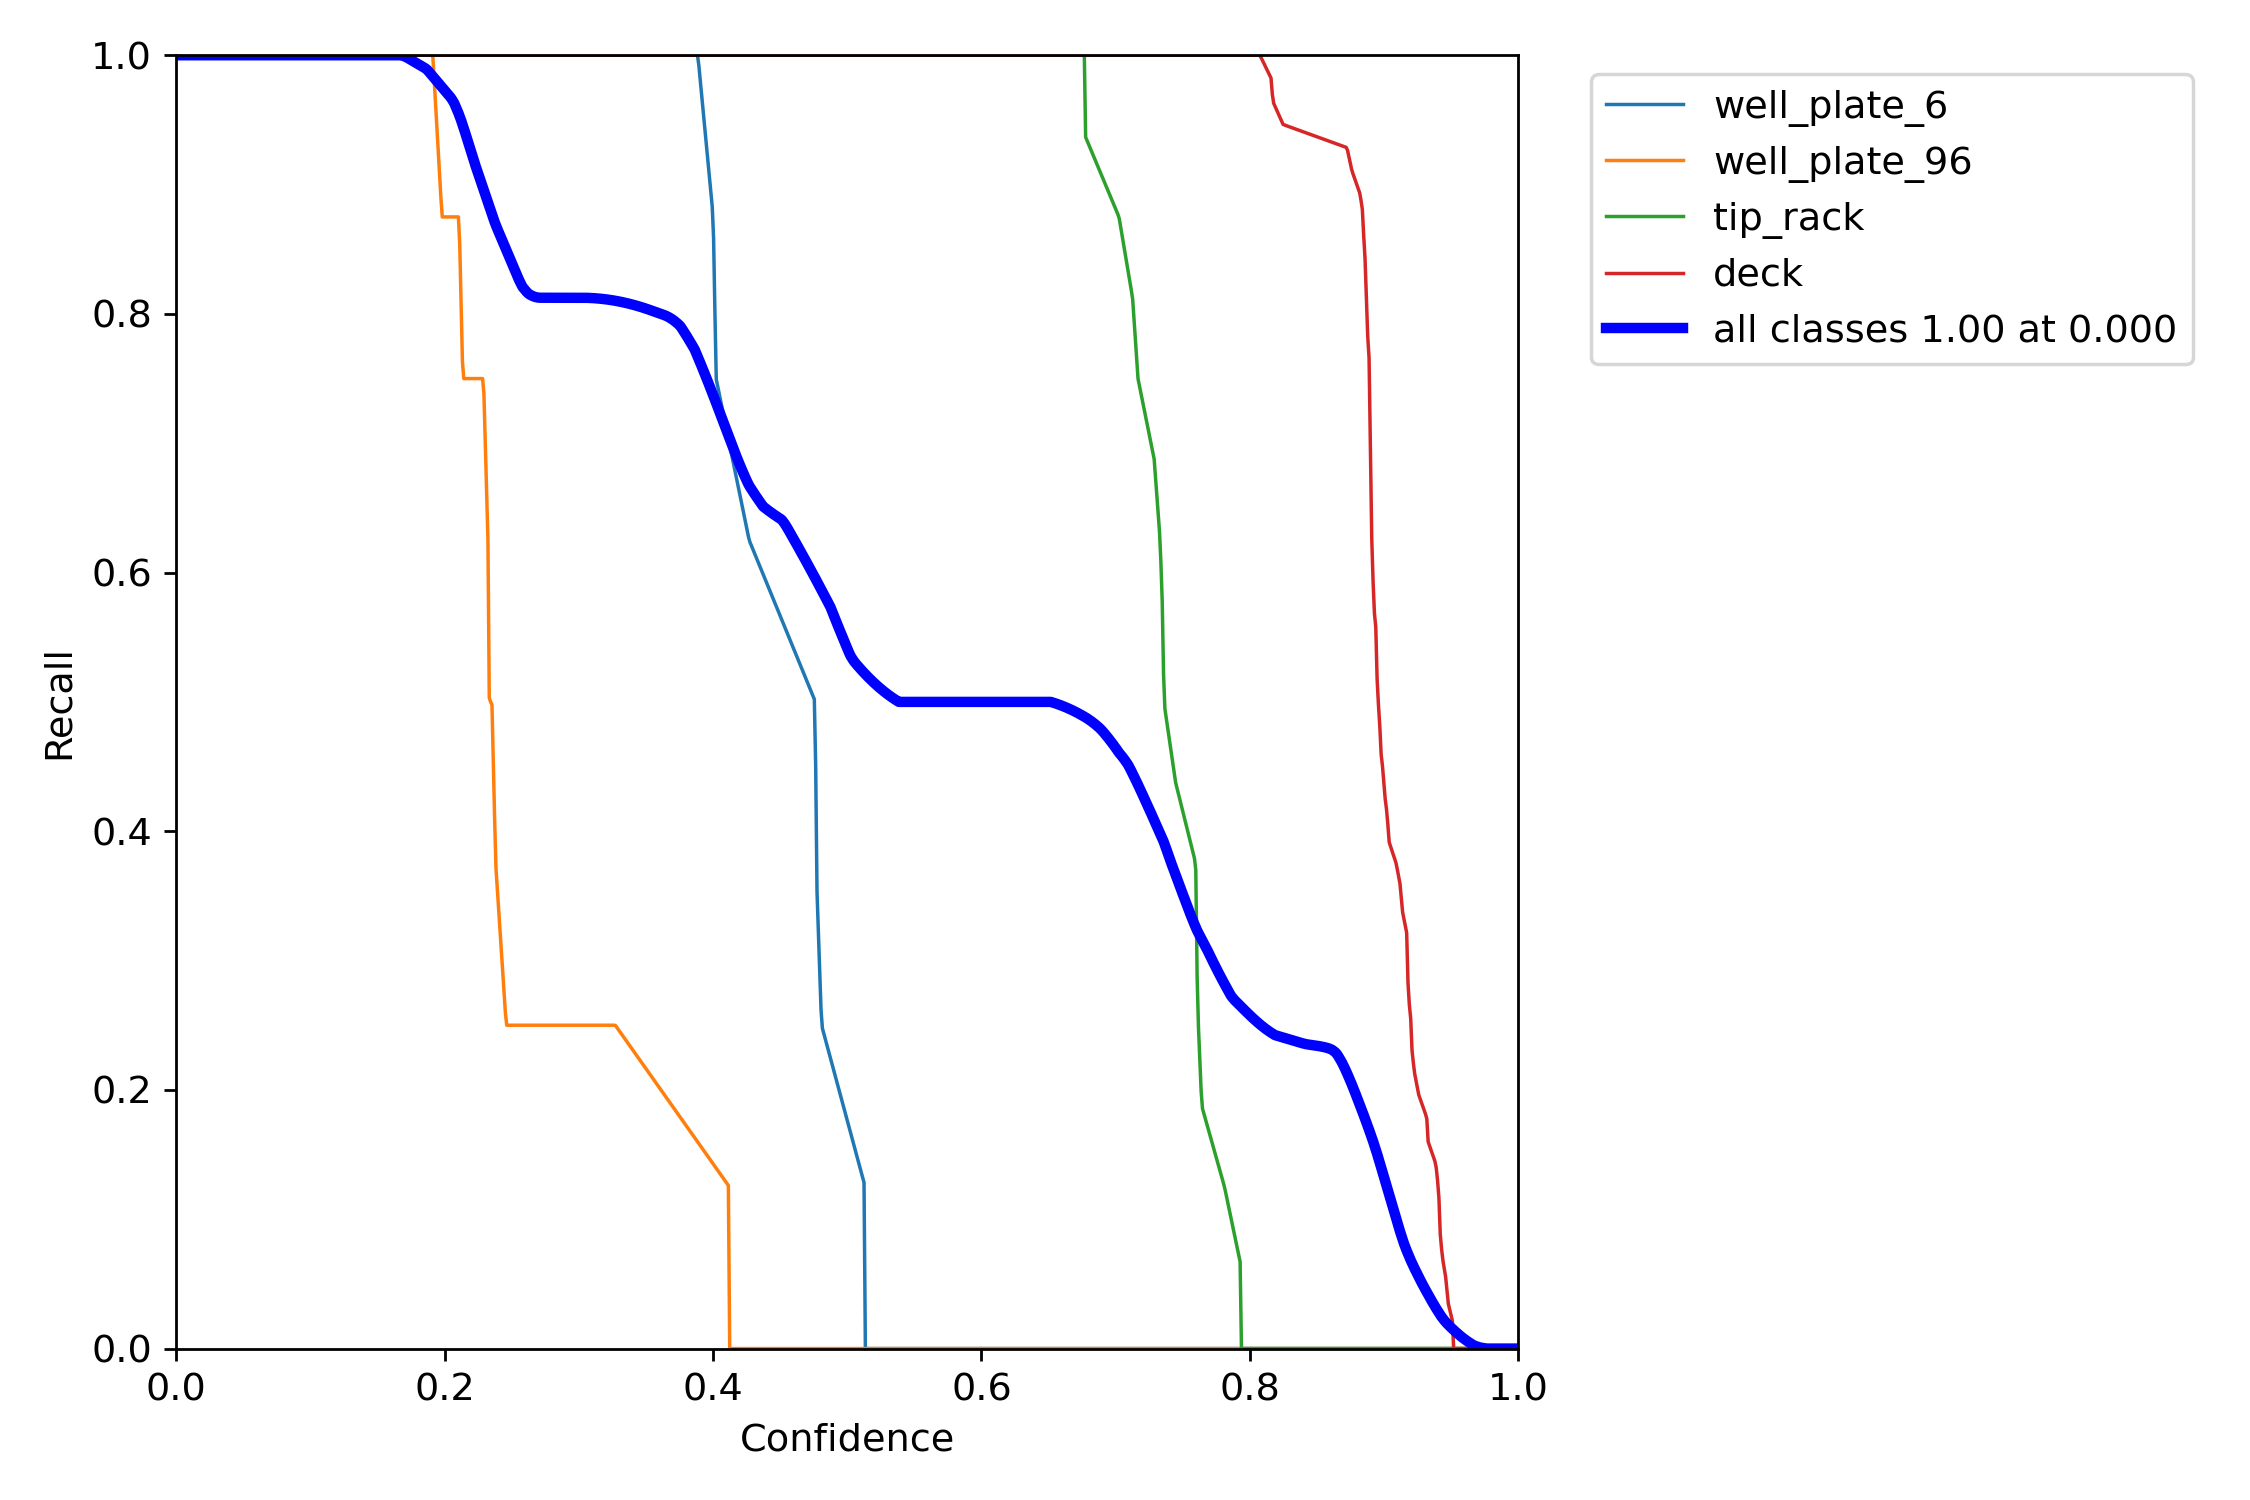 well_plate_6
well_plate_96
tip_rack
deck
all classes 1.00 at 0.000
Recall
1.0
0.8
0.6
0.4
0.2
0.0
0.0 0.2 0.4 0.6 0.8 1.0
Confidence